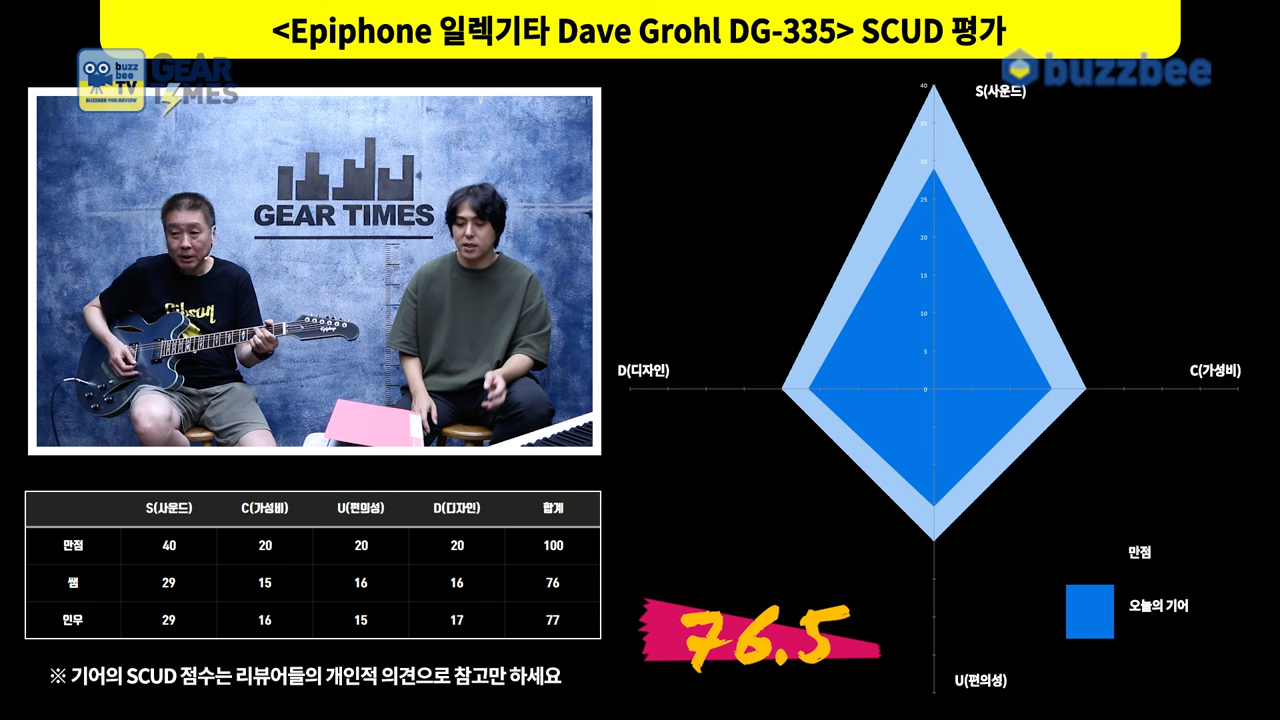 <Epiphone 일렉기타 Dave Grohl DG-335> SCUD 평가
buzz
bee
TV
BUZZBEE YOU REVIEW
GEAR
TIMES
buzzbee
GEAR TIMES
Gibson
Epiphone
S(사운드)
40
35
30
25
20
15
10
5
0
D(디자인)
C(가성비)
U(편의성)
만점
오늘의 기어
S(사운드) C(가성비) U(편의성) D(디자인) 합계
만점 40 20 20 20 100
쌤 29 15 16 16 76
민우 29 16 15 17 77
76.5
※ 기어의 SCUD 점수는 리뷰어들의 개인적 의견으로 참고만 하세요